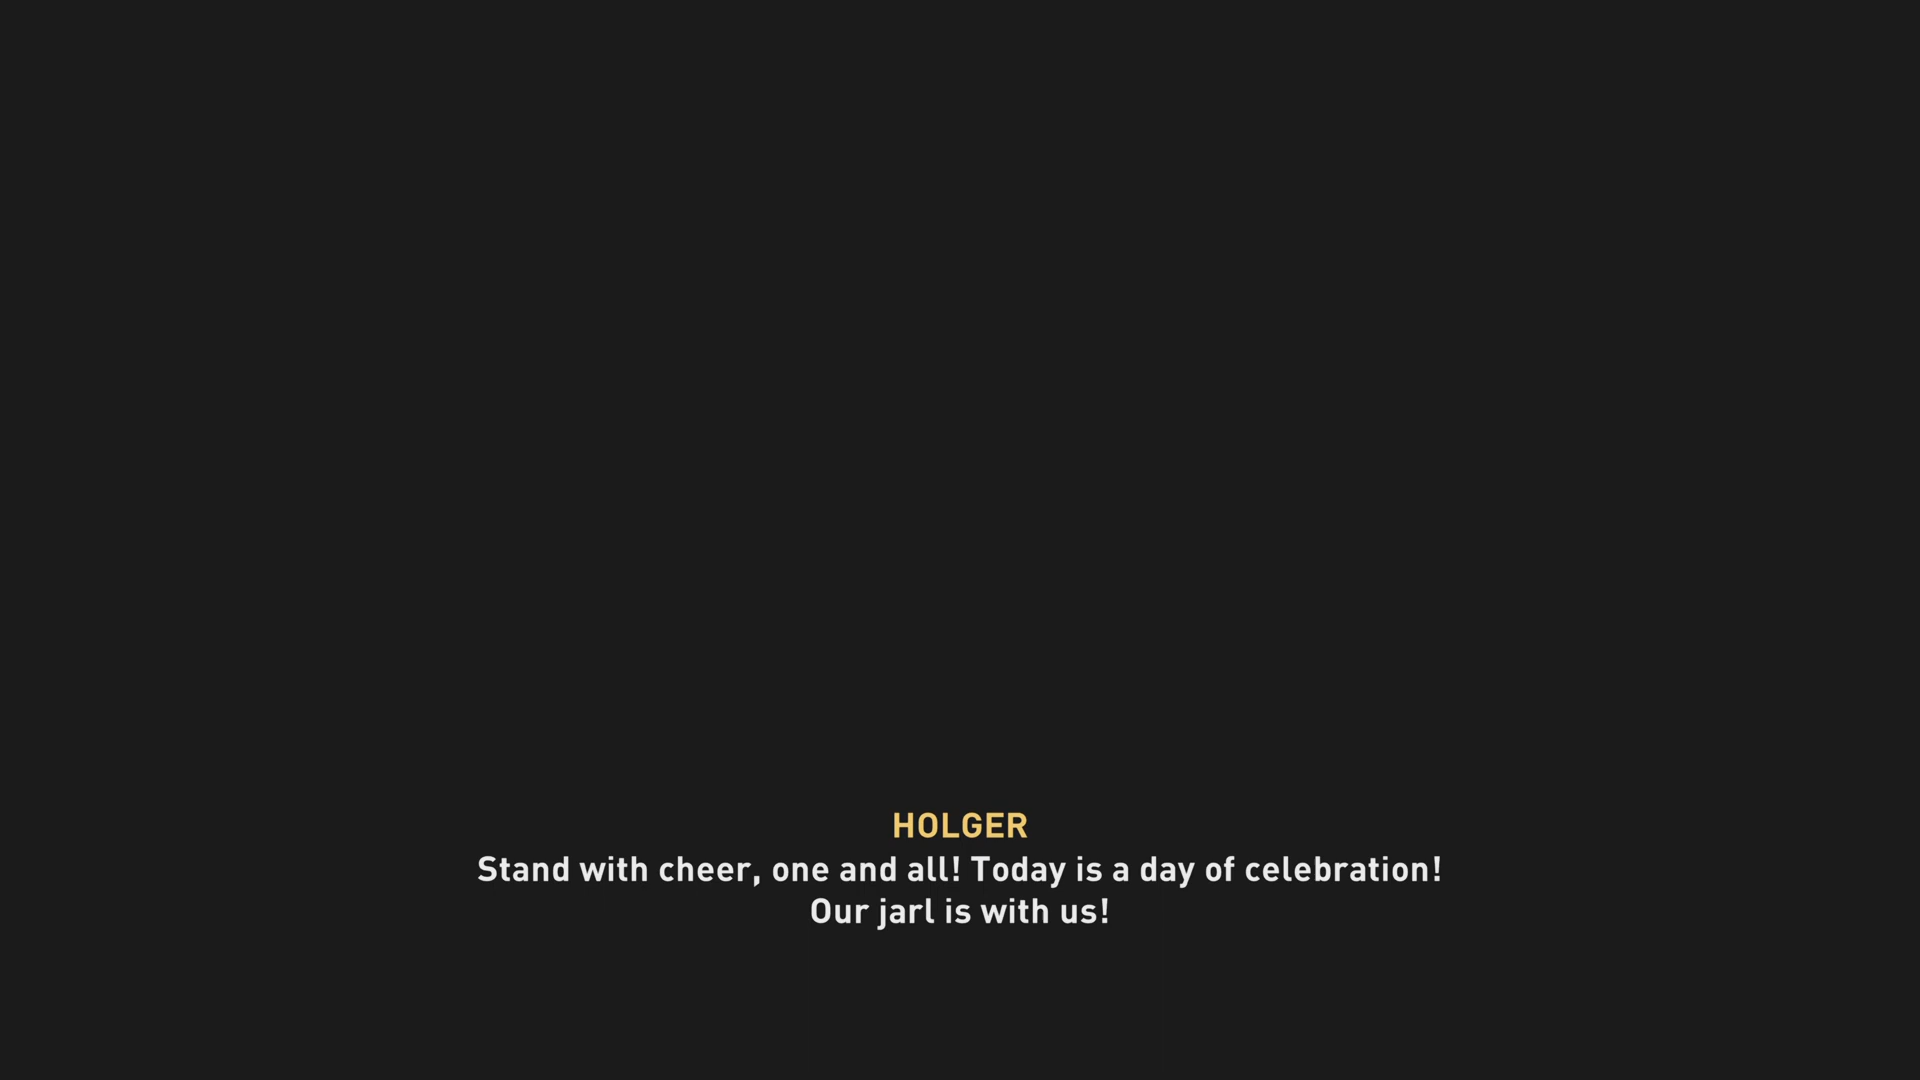 HOLGER
Stand with cheer, one and all! Today is a day of celebration!
Our jarl is with us!